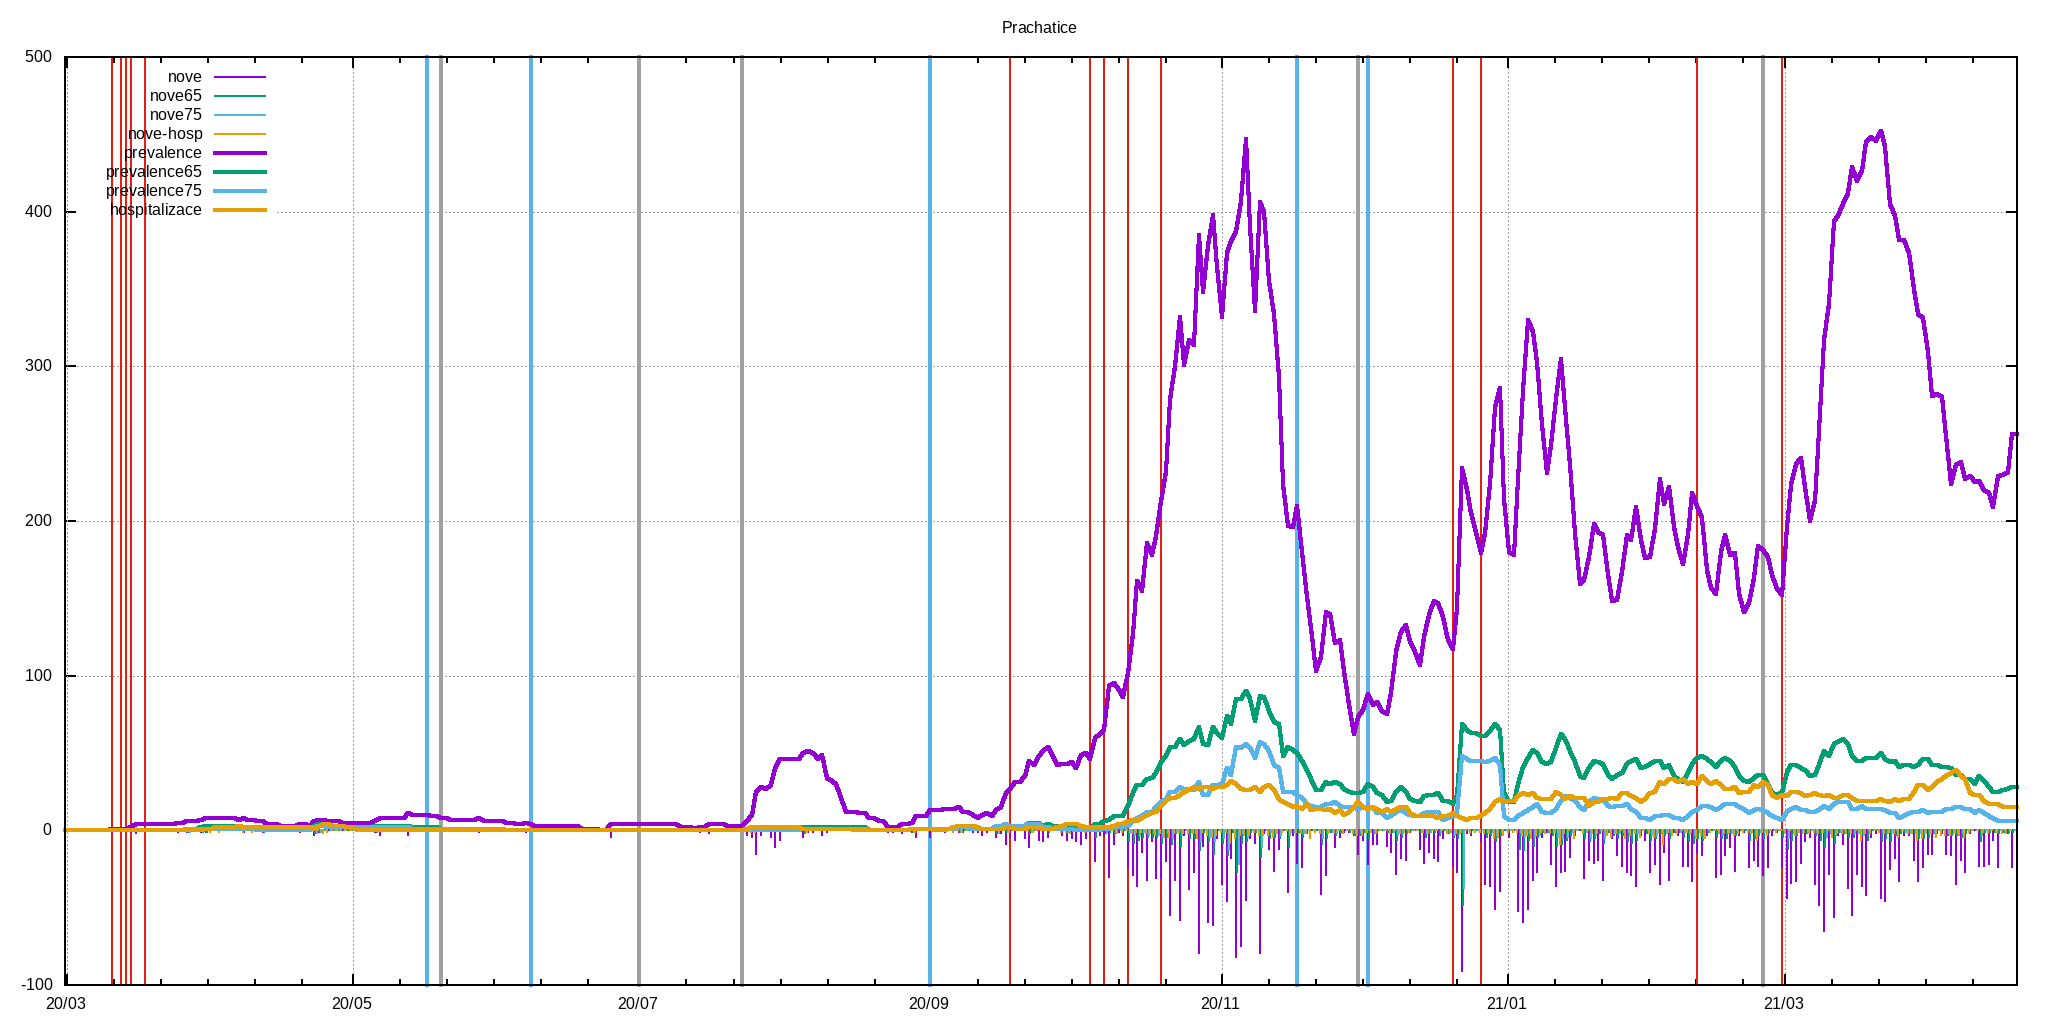 Prachatice
500
nove
nove65
nove75
nove-hosp
prevalence
prevalence65
prevalence75
hospitalizace
400
300
200
100
0
-100
20/03 20/05 20/07 20/09 20/11 21/01 21/03